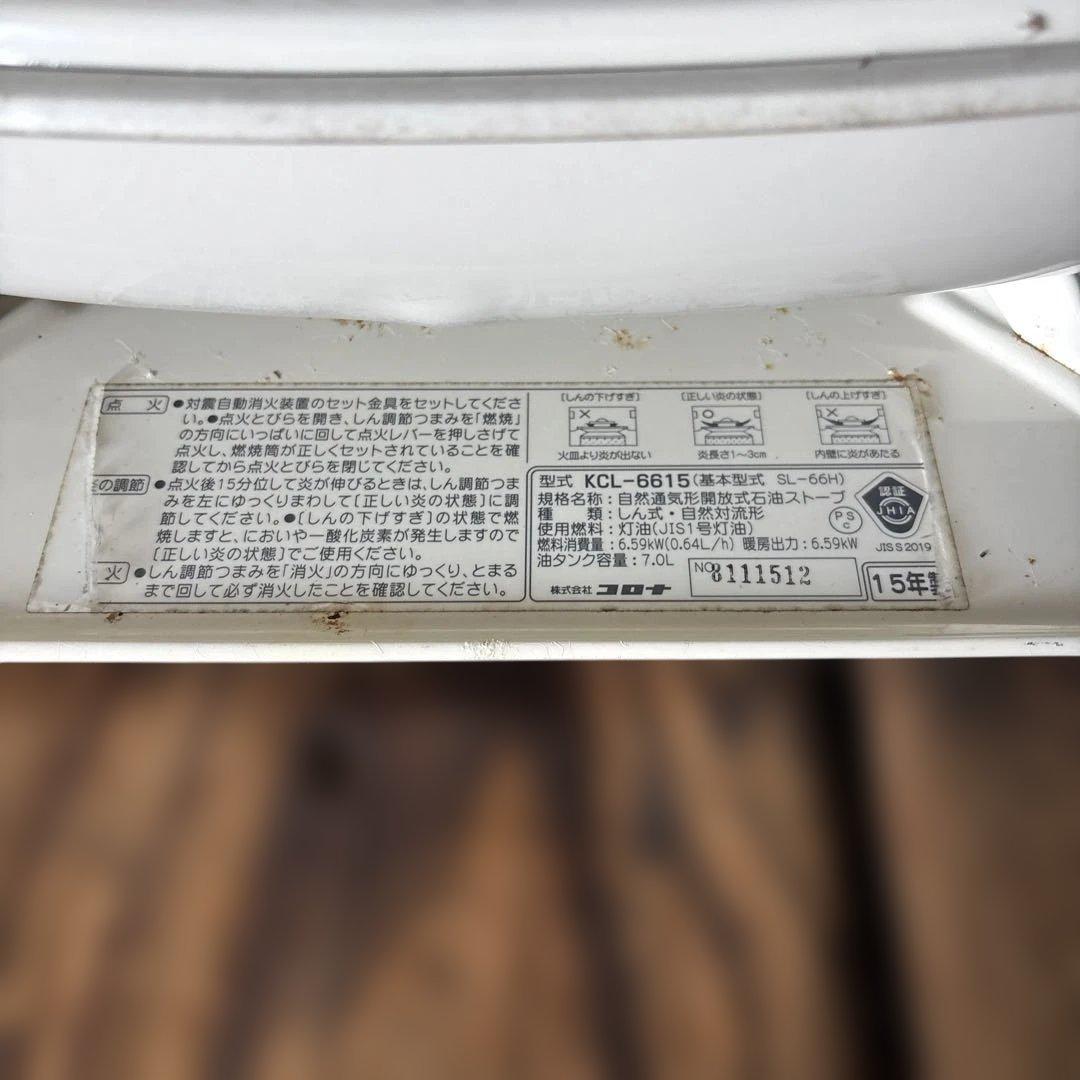 点 火 ●対震自動消火装置のセット金具をセットしてくださ
い。●点火とびらを開き、しん調節つまみを「燃焼」
の方向にいっぱいに回して点火レバーを押しさげて
点火し、燃焼筒が正しくセットされていることを確
認してから点火とびらを閉じてください。
炎の調節 ●点火後15分位して炎が伸びるときは、しん調節つま
みを左にゆっくりまわして[正しい炎の状態]に調
節してください。●[しんの下げすぎ]の状態で燃
焼しますと、においや一酸化炭素が発生しますので
[正しい炎の状態]でご使用ください。
火 ●しん調節つまみを「消火」の方向にゆっくり、とまる
まで回して必ず消火したことを確認してください。
[しんの下げすぎ]
×
火皿より炎が出ない
[正しい炎の状態]
○
炎長さ1〜3cm
[しんの上げすぎ]
×
内壁に炎があたる
型式 KCL-6615(基本型式 SL-66H)
規格名称：自然通気形開放式石油ストーブ
種 類：しん式・自然対流形
使用燃料：灯油(JIS1号灯油)
燃料消費量：6.59kW(0.64L/h) 暖房出力：6.59kW
油タンク容量：7.0L
PS
C
認証
JHIA
JIS S 2019
株式会社 コロナ
NO 8111512
15年製